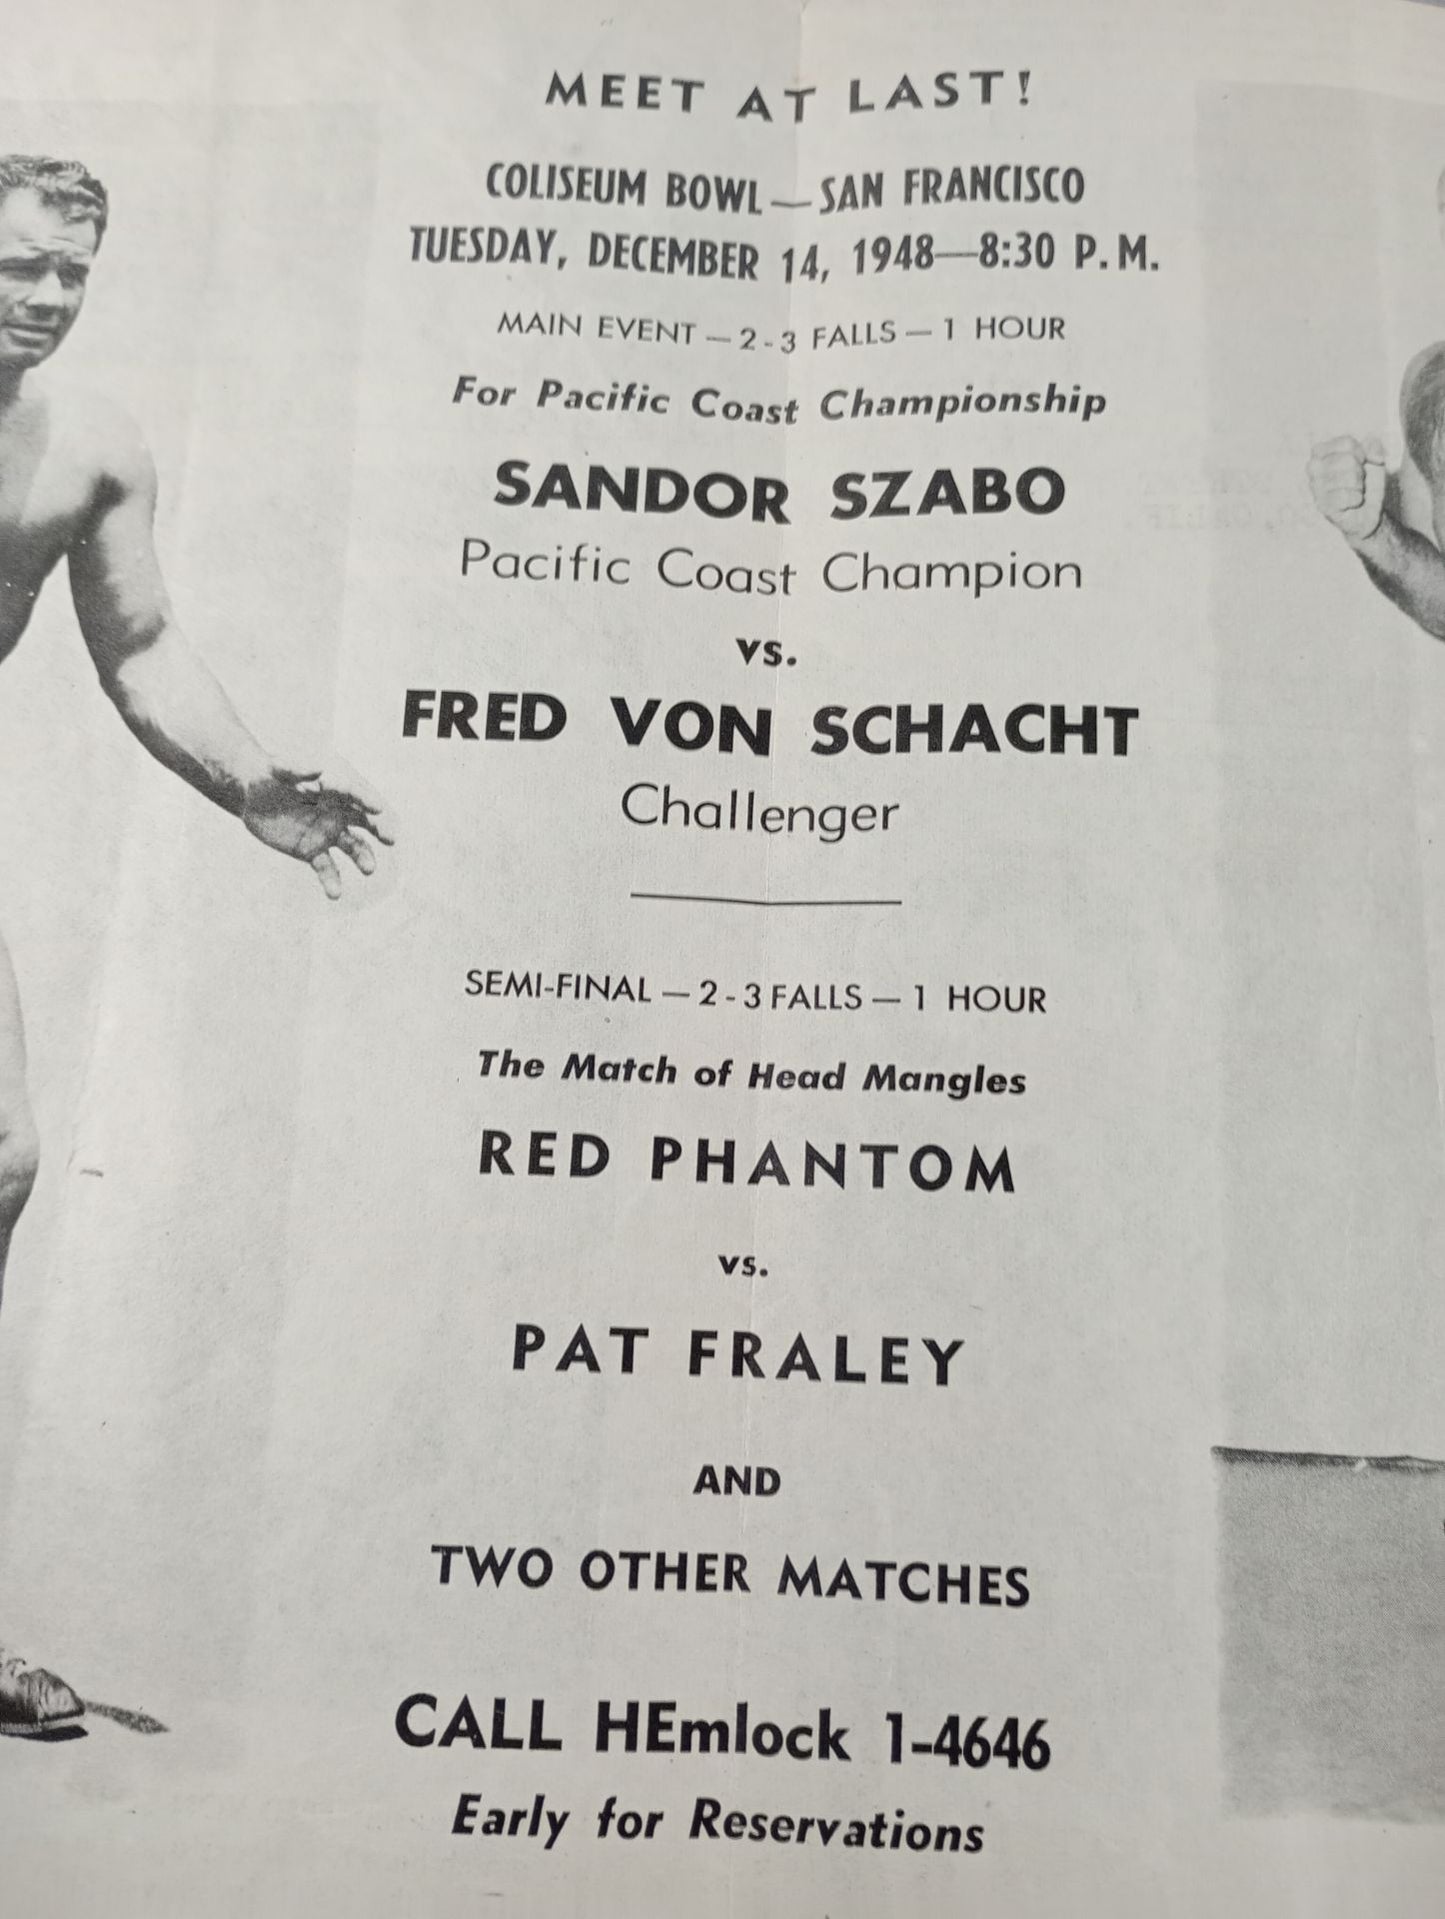 MEET AT LAST!
COLISEUM BOWL—SAN FRANCISCO
TUESDAY, DECEMBER 14, 1948—8:30 P.M.
MAIN EVENT — 2-3 FALLS — 1 HOUR
For Pacific Coast Championship
SANDOR SZABO
Pacific Coast Champion
vs.
FRED VON SCHACHT
Challenger
SEMI-FINAL — 2-3 FALLS — 1 HOUR
The Match of Head Mangles
RED PHANTOM
vs.
PAT FRALEY
AND
TWO OTHER MATCHES
CALL HEmlock 1-4646
Early for Reservations